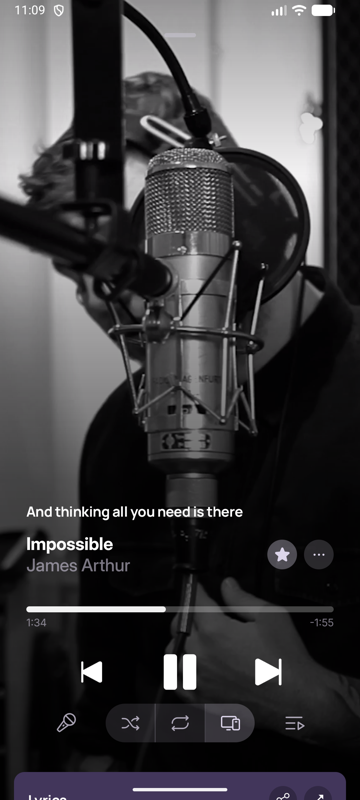 11:09
And thinking all you need is there
Impossible
James Arthur
1:34
-1:55
Lyrics